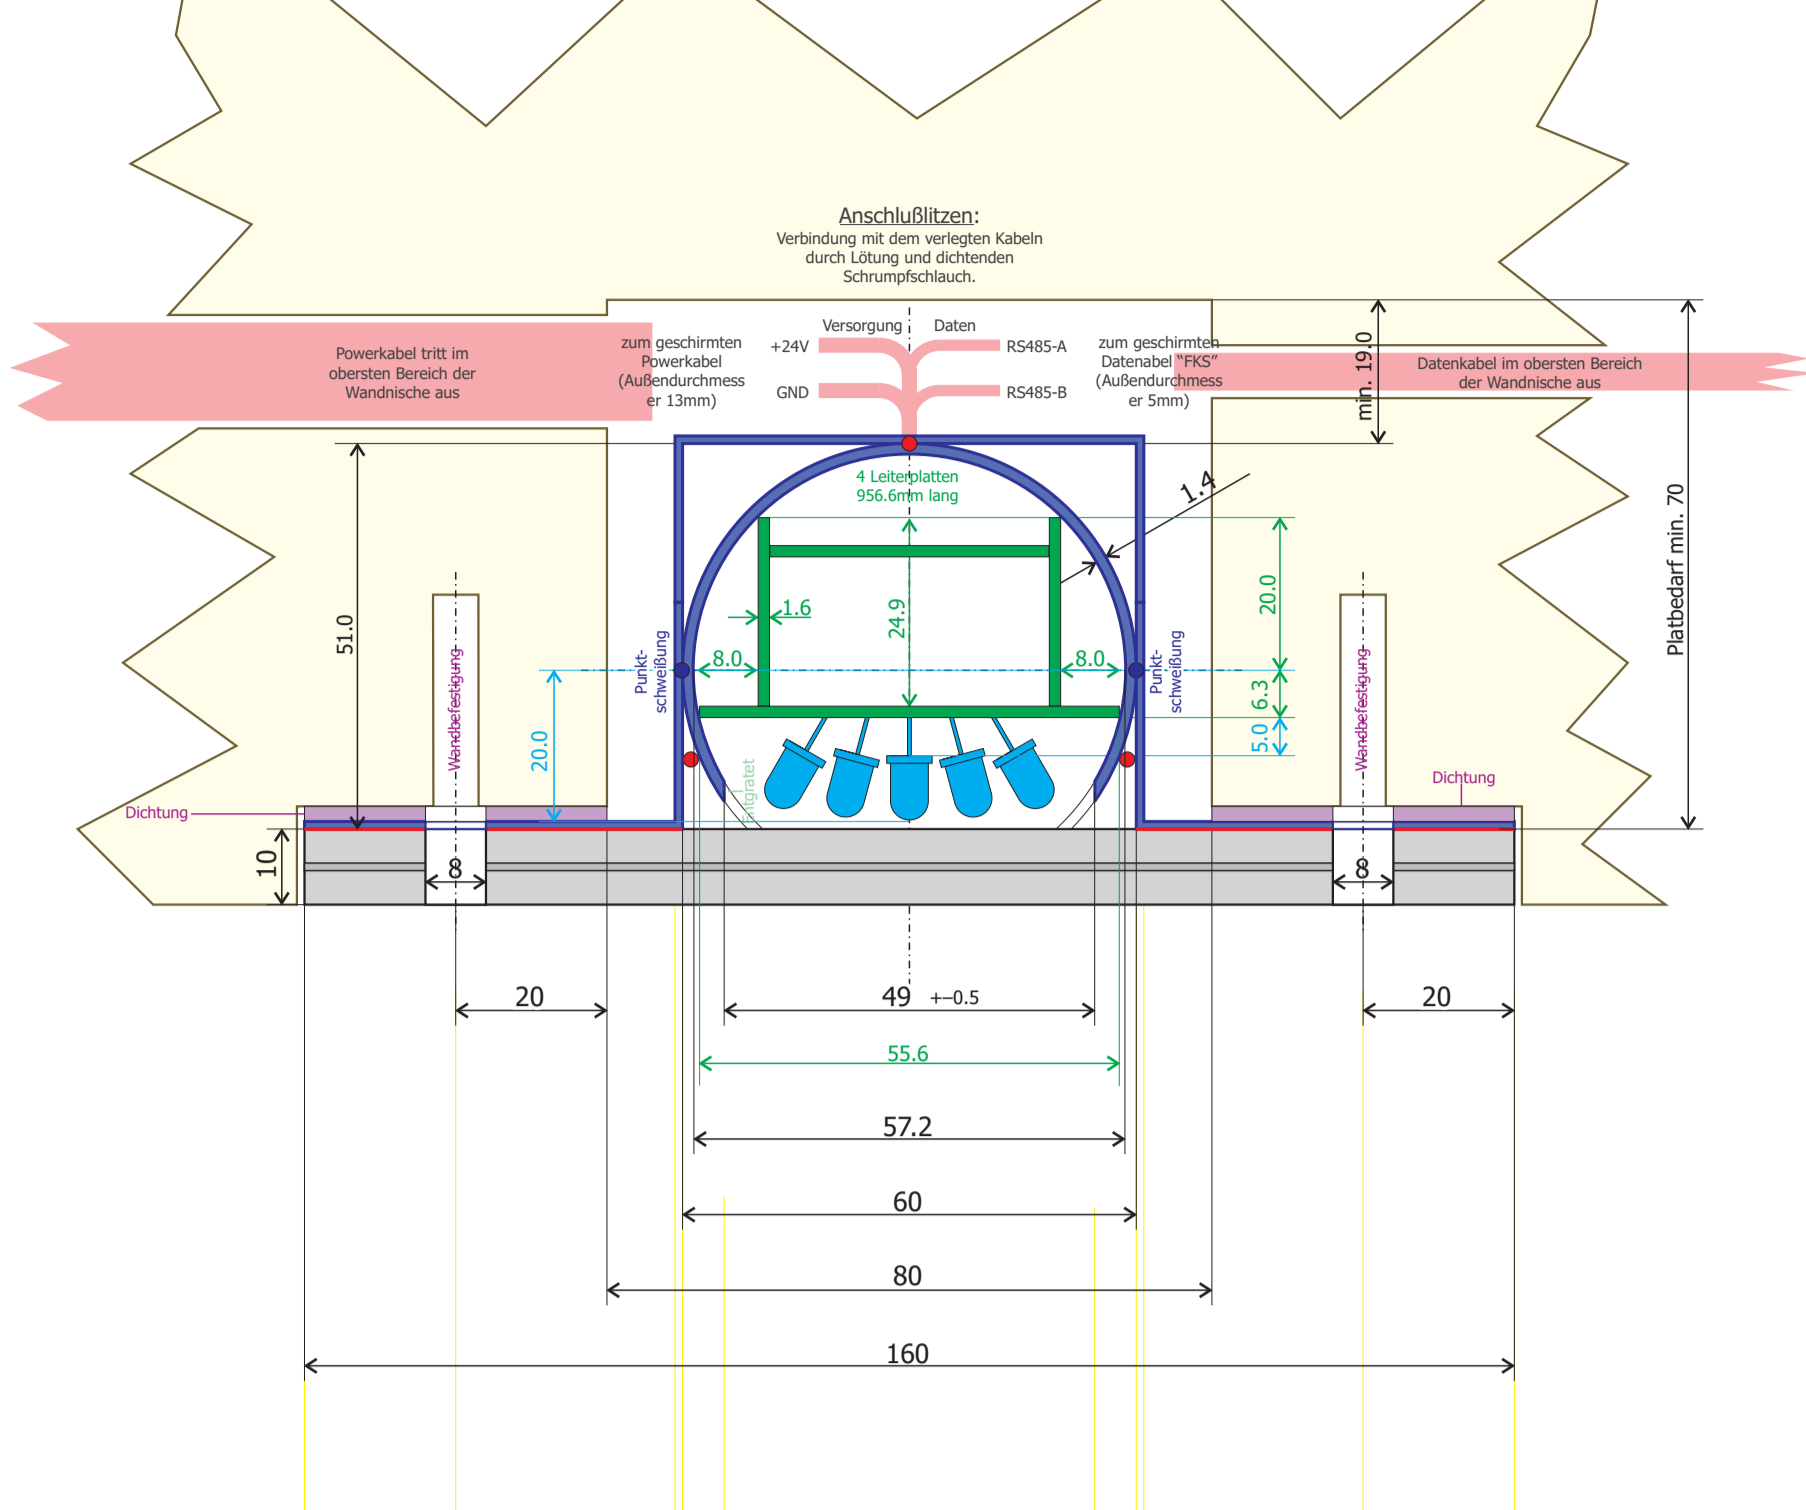 Anschlußlitzen:
Verbindung mit dem verlegten Kabeln
durch Lötung und dichtenden
Schrumpfschlauch.
Powerkabel tritt im
obersten Bereich der
Wandnische aus
zum geschirmten
Powerkabel
(Außendurchmess
er 13mm)
Versorgung
+24V
GND
Daten
RS485-A
RS485-B
zum geschirmten
Datenabel “FKS”
(Außendurchmess
er 5mm)
Datenkabel im obersten Bereich
der Wandnische aus
min. 19.0
Platbedarf min. 70
4 Leiterplatten
956.6mm lang
1.4
51.0
1.6
24.9
20.0
8.0
8.0
6.3
5.0
20.0
Punkt-
schweißung
Punkt-
schweißung
Wandbefestigung
Wandbefestigung
Entgratet
Dichtung
Dichtung
10
8
8
20
49 +−0.5
20
55.6
57.2
60
80
160